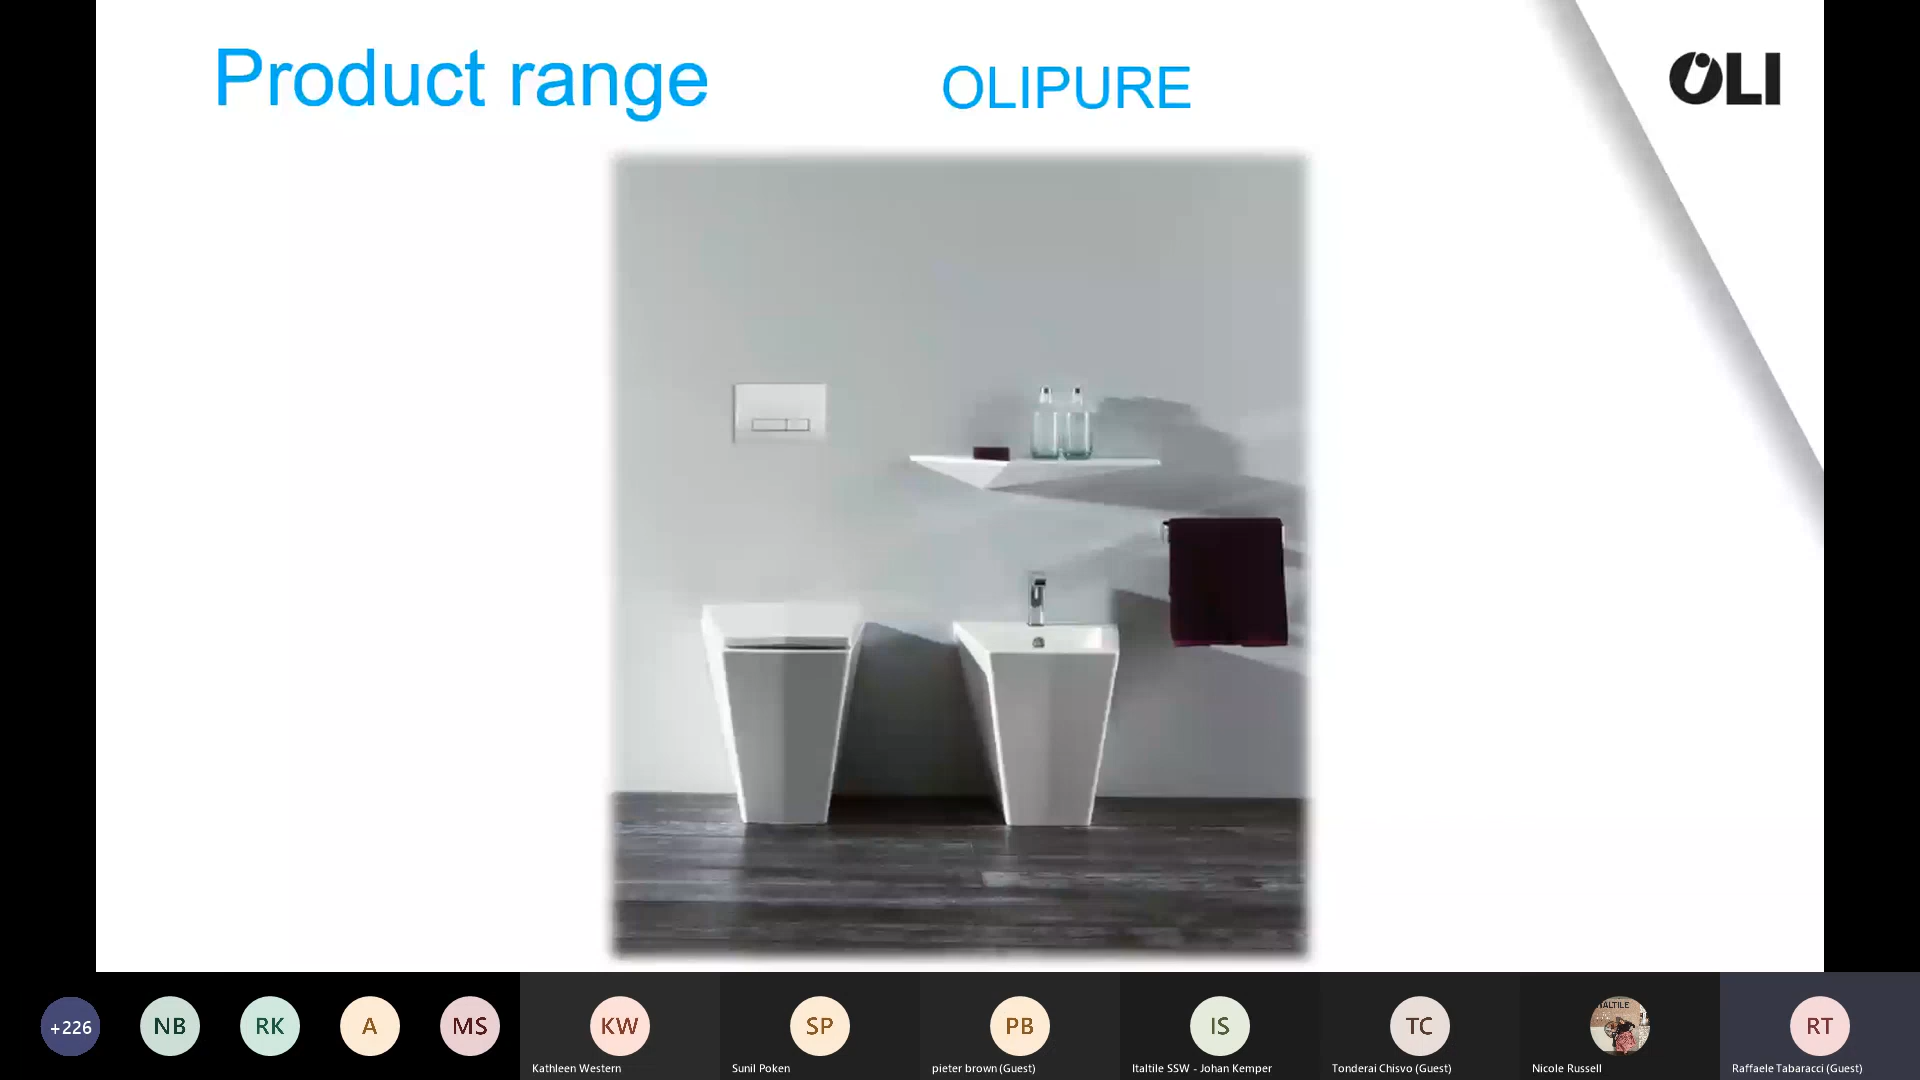 Product range
OLIPURE
OLI
+226
NB
RK
A
MS
KW
SP
PB
IS
TC
RT
Kathleen Western
Sunil Poken
pieter brown (Guest)
Italtile SSW - Johan Kemper
Tonderai Chisvo (Guest)
Nicole Russell
Raffaele Tabaracci (Guest)